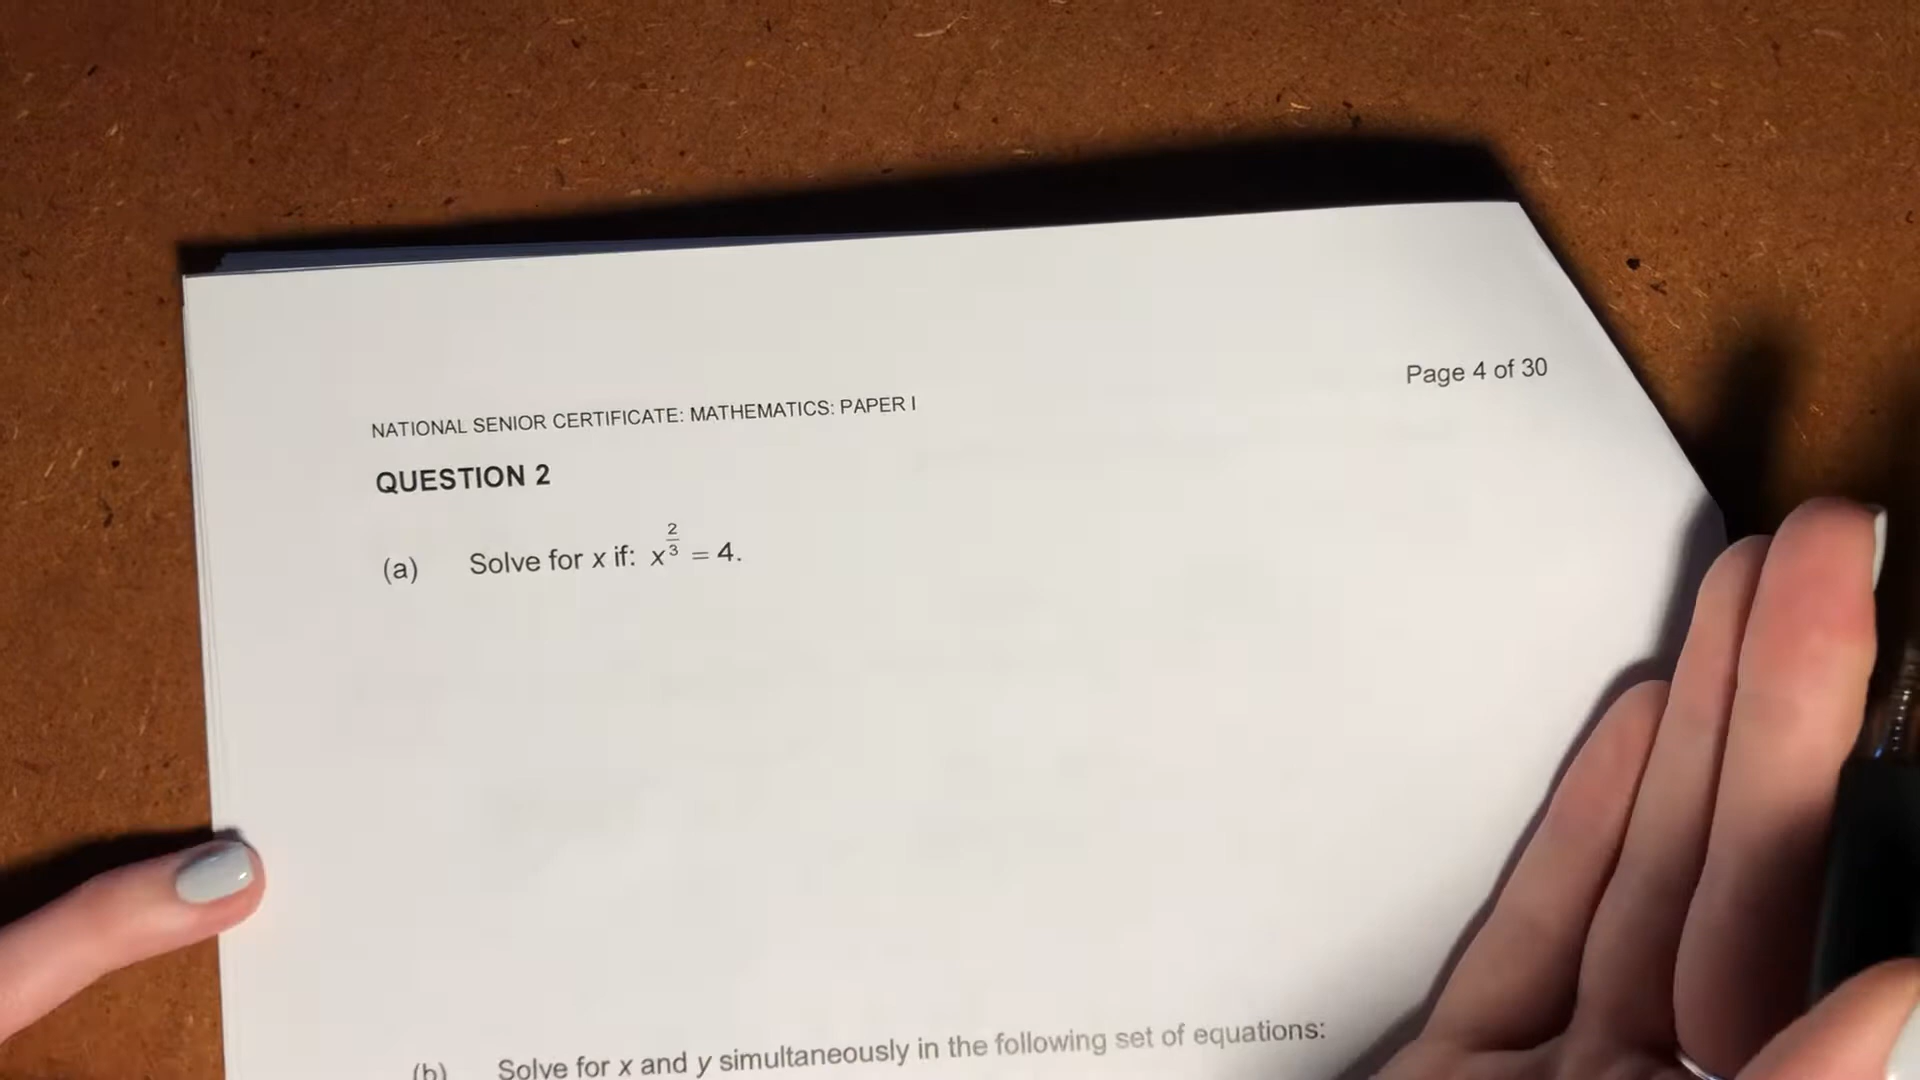 Page 4 of 30
NATIONAL SENIOR CERTIFICATE: MATHEMATICS: PAPER I
QUESTION 2
(a) Solve for x if: x^(2/3) = 4.
(b) Solve for x and y simultaneously in the following set of equations: